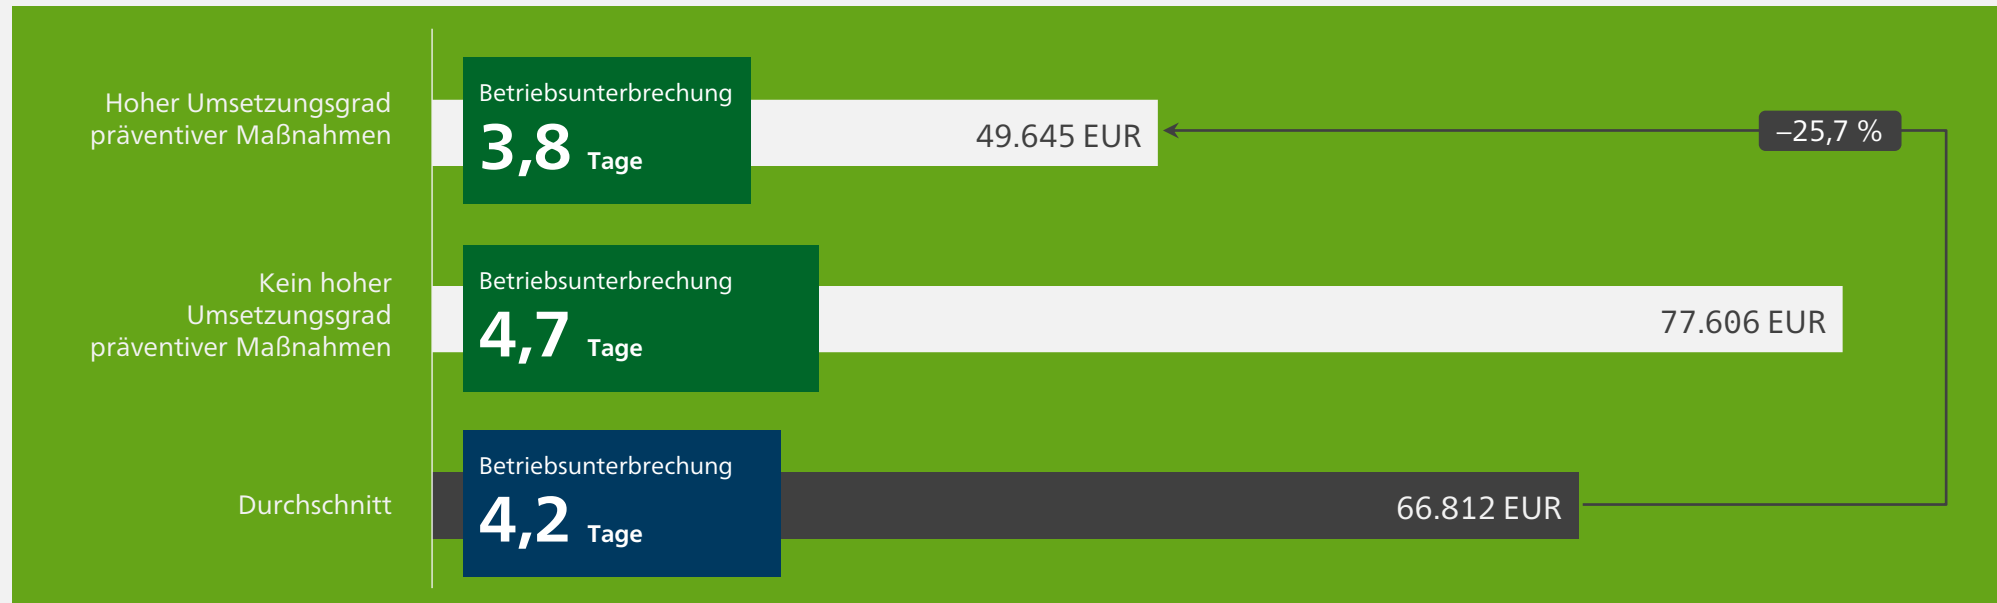 Hoher Umsetzungsgrad
präventiver Maßnahmen
Betriebsunterbrechung
3,8 Tage
49.645 EUR
–25,7 %
Kein hoher
Umsetzungsgrad
präventiver Maßnahmen
Betriebsunterbrechung
4,7 Tage
77.606 EUR
Durchschnitt
Betriebsunterbrechung
4,2 Tage
66.812 EUR